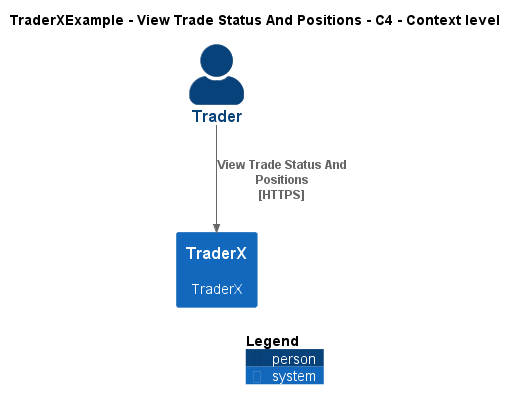 TraderXExample - View Trade Status And Positions - C4 - Context level
Trader
View Trade Status And
Positions
[HTTPS]
TraderX
TraderX
Legend
person
system